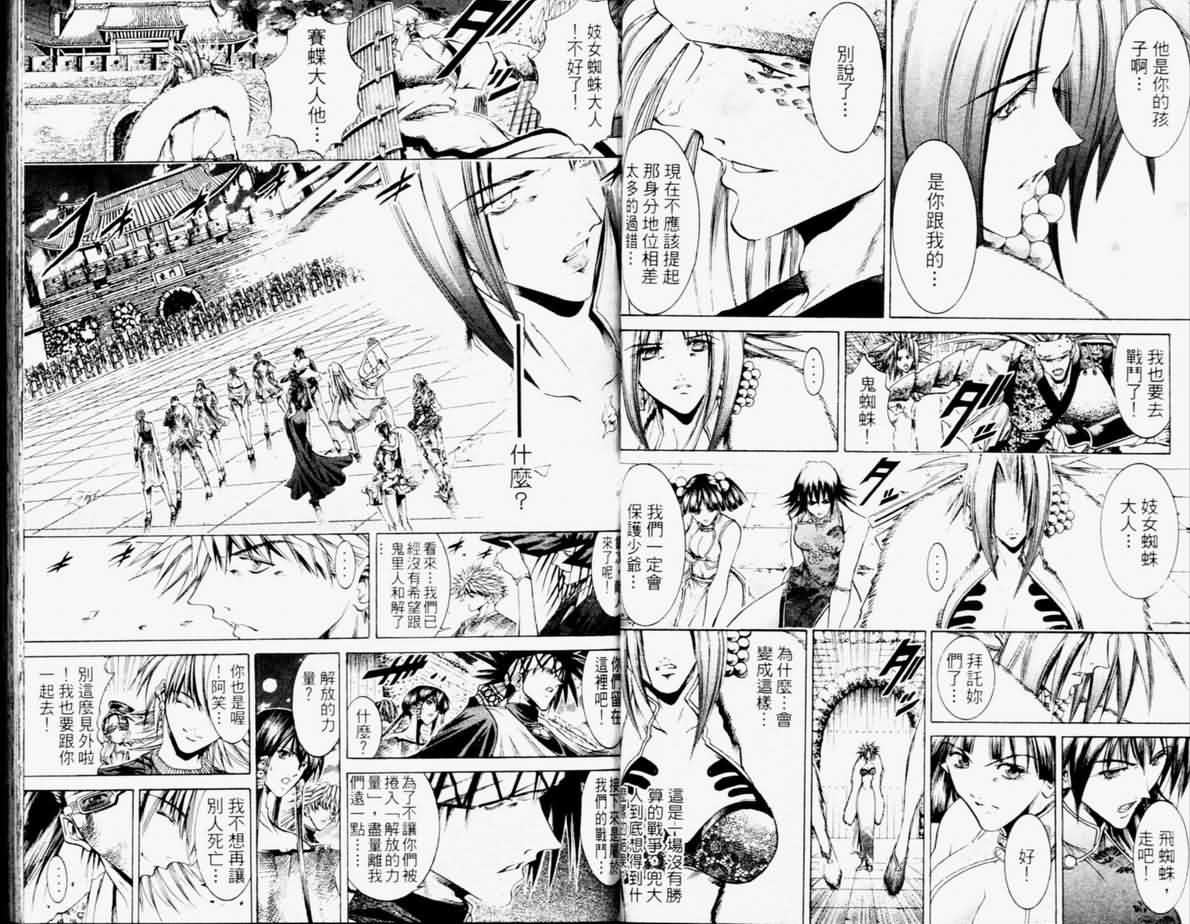 他是你的孩
子啊…
是你跟我的…
別說了…
現在不應該提起
那身分地位相差
太多的過錯…
我也要去
戰鬥了！
鬼蜘蛛！
…
妓女蜘蛛
大人…
…
我們一定會
保護少爺…
拜託妳
們了…
飛蜘蛛，
走吧！
好！
為什麼…會
變成這樣…
這是一場沒有勝
算的戰爭兜大
人到底想得到什
妓女蜘蛛大人
！不好了！
賽蝶大人他…
什麼？
來了呢！
看來…我們已
經沒有希望跟
鬼里人和解了
…
…
你們留在
這裡吧！
什麼？
解放的力
量？
你也是喔
！阿笑…
別這麼見外啦
！我也要跟你
一起去！
接下來是
我們的戰鬥…
為了不讓你們被
捲入「解放的力
量」，盡量離我
們遠一點……
我不想再讓
別人死亡…
…